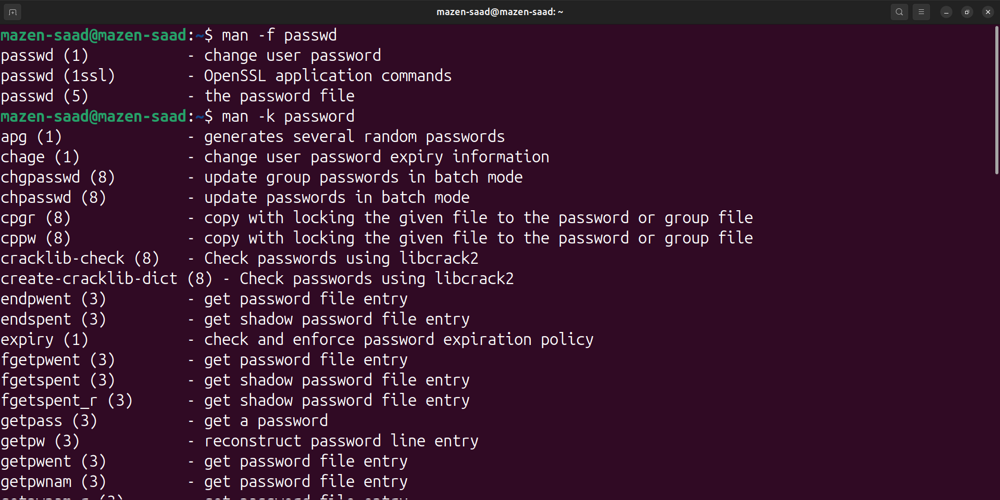 mazen-saad@mazen-saad: ~
mazen-saad@mazen-saad:~$ man -f passwd
passwd (1)           - change user password
passwd (1ssl)        - OpenSSL application commands
passwd (5)           - the password file
mazen-saad@mazen-saad:~$ man -k password
apg (1)              - generates several random passwords
chage (1)            - change user password expiry information
chgpasswd (8)        - update group passwords in batch mode
chpasswd (8)         - update passwords in batch mode
cpgr (8)             - copy with locking the given file to the password or group file
cppw (8)             - copy with locking the given file to the password or group file
cracklib-check (8)   - Check passwords using libcrack2
create-cracklib-dict (8) - Check passwords using libcrack2
endpwent (3)         - get password file entry
endspent (3)         - get shadow password file entry
expiry (1)           - check and enforce password expiration policy
fgetpwent (3)        - get password file entry
fgetspent (3)        - get shadow password file entry
fgetspent_r (3)      - get shadow password file entry
getpass (3)          - get a password
getpw (3)            - reconstruct password line entry
getpwent (3)         - get password file entry
getpwnam (3)         - get password file entry